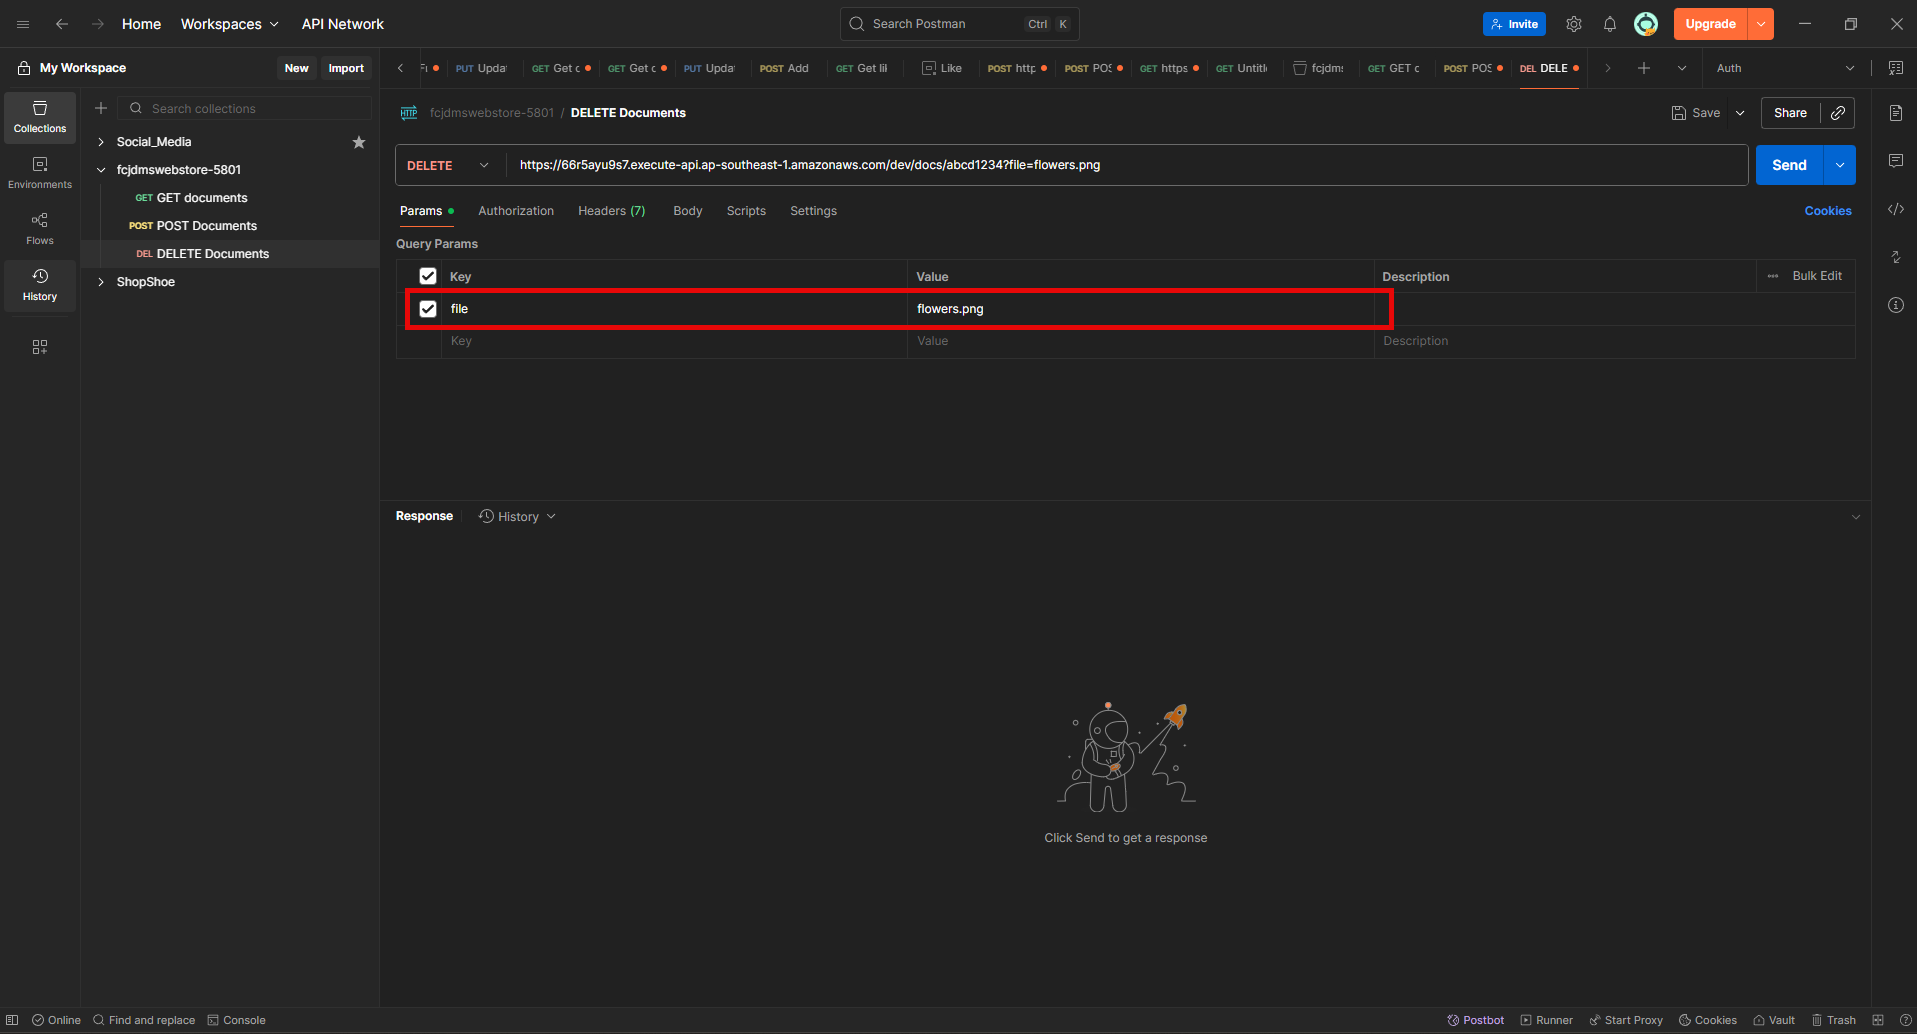 Home
Workspaces
API Network
Search Postman
Ctrl
K
Invite
Upgrade
My Workspace
New
Import
PUT Updat
GET Get c
GET Get c
PUT Updat
POST Add
GET Get lil
Like
POST http
POST POS
GET https
GET Untitle
fcjdms
GET GET c
POST POS
DEL DELE
Auth
Collections
Environments
Flows
History
Search collections
Social_Media
fcjdmswebstore-5801
GET GET documents
POST POST Documents
DEL DELETE Documents
ShopShoe
HTTP
fcjdmswebstore-5801 / DELETE Documents
Save
Share
DELETE
https://66r5ayu9s7.execute-api.ap-southeast-1.amazonaws.com/dev/docs/abcd1234?file=flowers.png
Send
Params
Authorization
Headers (7)
Body
Scripts
Settings
Cookies
Query Params
Key
Value
Description
Bulk Edit
file
flowers.png
Key
Value
Description
Response
History
Click Send to get a response
Online
Find and replace
Console
Postbot
Runner
Start Proxy
Cookies
Vault
Trash